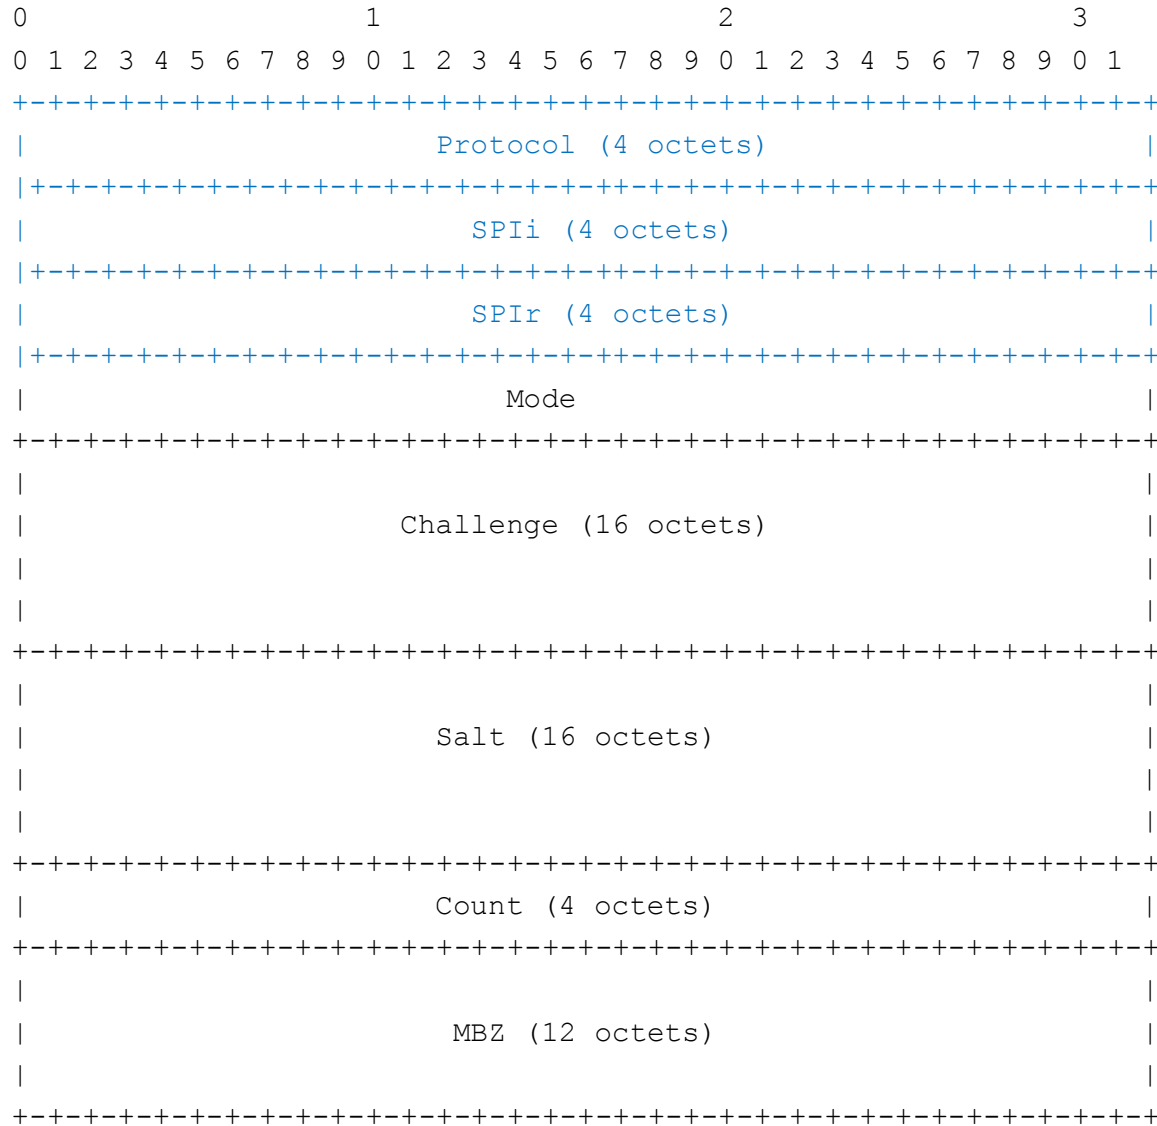 0                   1                   2                   3
0 1 2 3 4 5 6 7 8 9 0 1 2 3 4 5 6 7 8 9 0 1 2 3 4 5 6 7 8 9 0 1
+-+-+-+-+-+-+-+-+-+-+-+-+-+-+-+-+-+-+-+-+-+-+-+-+-+-+-+-+-+-+-+-+
|                       Protocol (4 octets)                     |
|+-+-+-+-+-+-+-+-+-+-+-+-+-+-+-+-++-+-+-+-+-+-+-+-+-+-+-+-+-+-+-+
|                         SPIi (4 octets)                       |
|+-+-+-+-+-+-+-+-+-+-+-+-+-+-+-+-++-+-+-+-+-+-+-+-+-+-+-+-+-+-+-+
|                         SPIr (4 octets)                       |
|+-+-+-+-+-+-+-+-+-+-+-+-+-+-+-+-++-+-+-+-+-+-+-+-+-+-+-+-+-+-+-+
|                           Mode                                |
+-+-+-+-+-+-+-+-+-+-+-+-+-+-+-+-+-+-+-+-+-+-+-+-+-+-+-+-+-+-+-+-+
|                                                               |
|                     Challenge (16 octets)                     |
|                                                               |
|                                                               |
+-+-+-+-+-+-+-+-+-+-+-+-+-+-+-+-+-+-+-+-+-+-+-+-+-+-+-+-+-+-+-+-+
|                                                               |
|                       Salt (16 octets)                        |
|                                                               |
|                                                               |
+-+-+-+-+-+-+-+-+-+-+-+-+-+-+-+-+-+-+-+-+-+-+-+-+-+-+-+-+-+-+-+-+
|                       Count (4 octets)                        |
+-+-+-+-+-+-+-+-+-+-+-+-+-+-+-+-+-+-+-+-+-+-+-+-+-+-+-+-+-+-+-+-+
|                                                               |
|                        MBZ (12 octets)                        |
|                                                               |
+-+-+-+-+-+-+-+-+-+-+-+-+-+-+-+-+-+-+-+-+-+-+-+-+-+-+-+-+-+-+-+-+